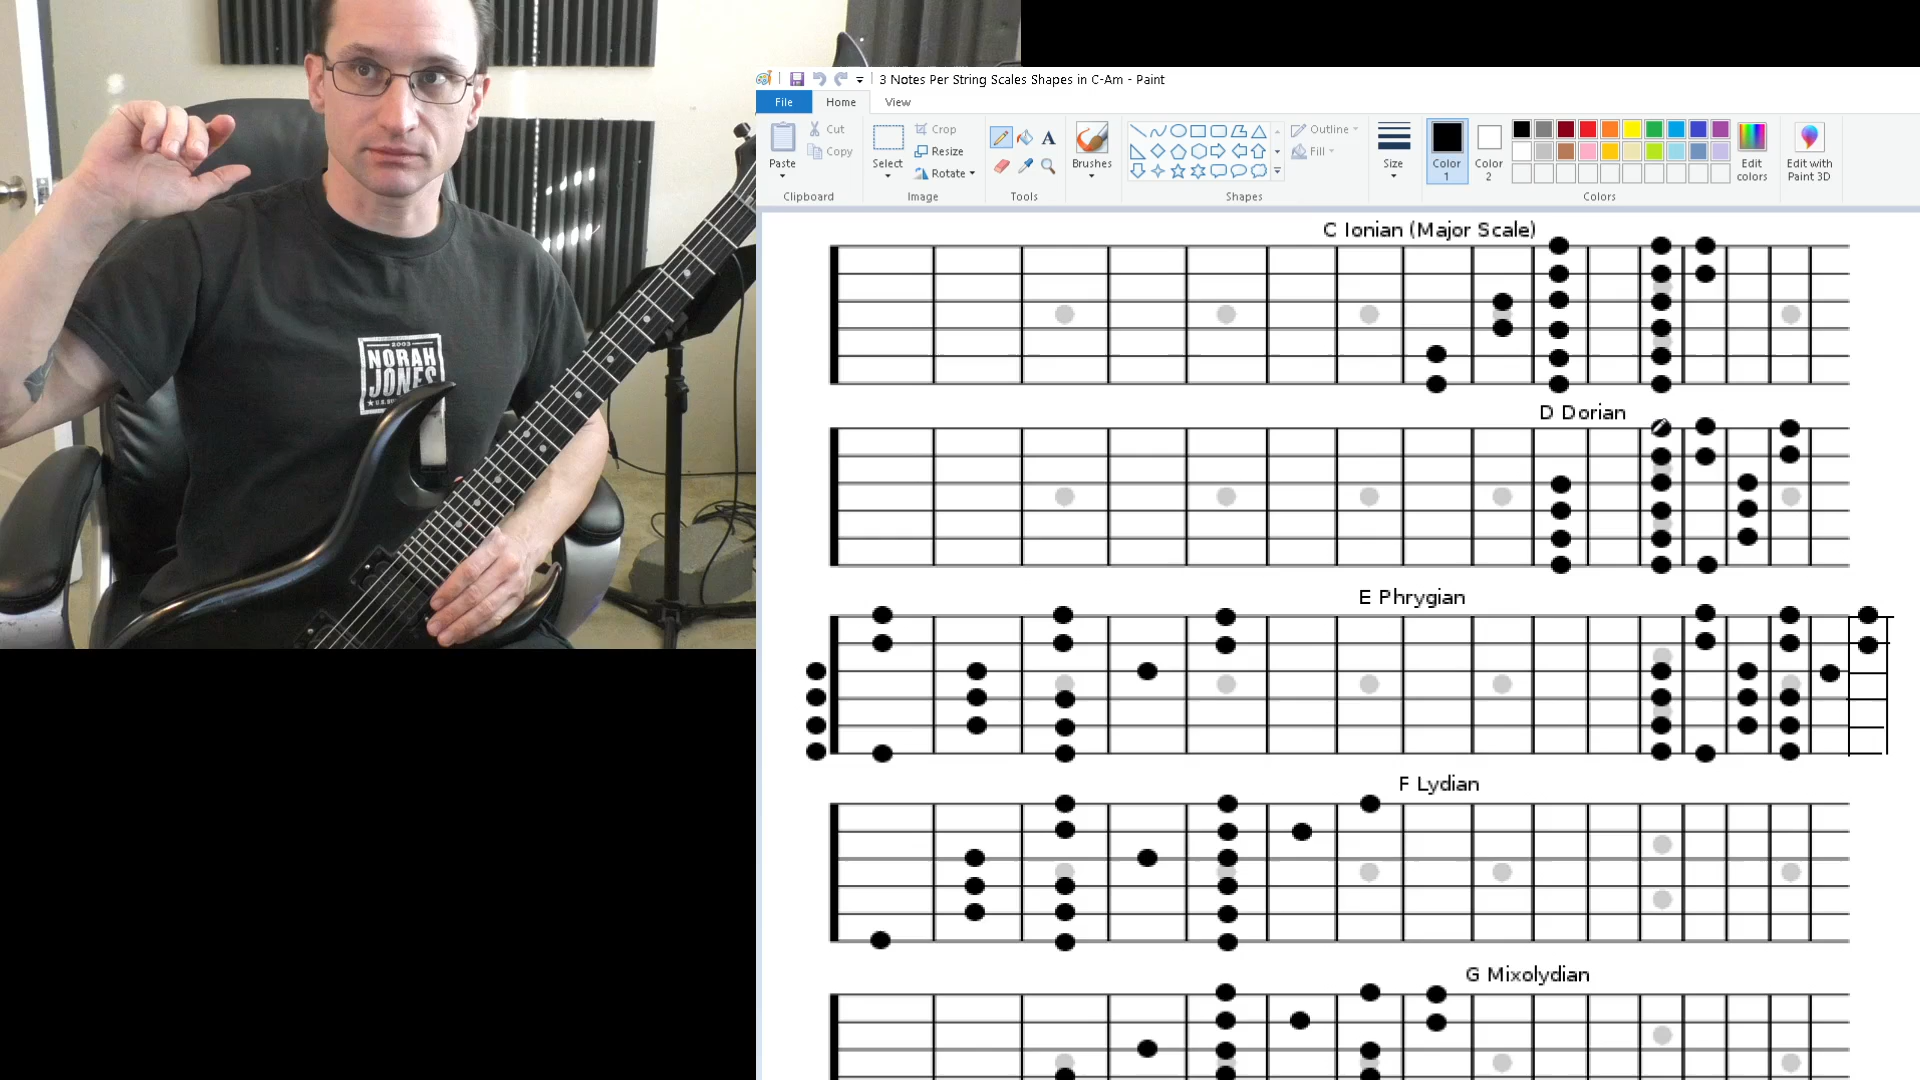 3 Notes Per String Scales Shapes in C-Am - Paint
File
Home
View
Paste
Cut
Copy
Clipboard
Select
Crop
Resize
Rotate
Image
A
Tools
Brushes
Shapes
Outline
Fill
Size
Color 1
Color 2
Edit colors
Colors
Edit with Paint 3D
C Ionian (Major Scale)
D Dorian
E Phrygian
F Lydian
G Mixolydian
2003
NORAH
JONES